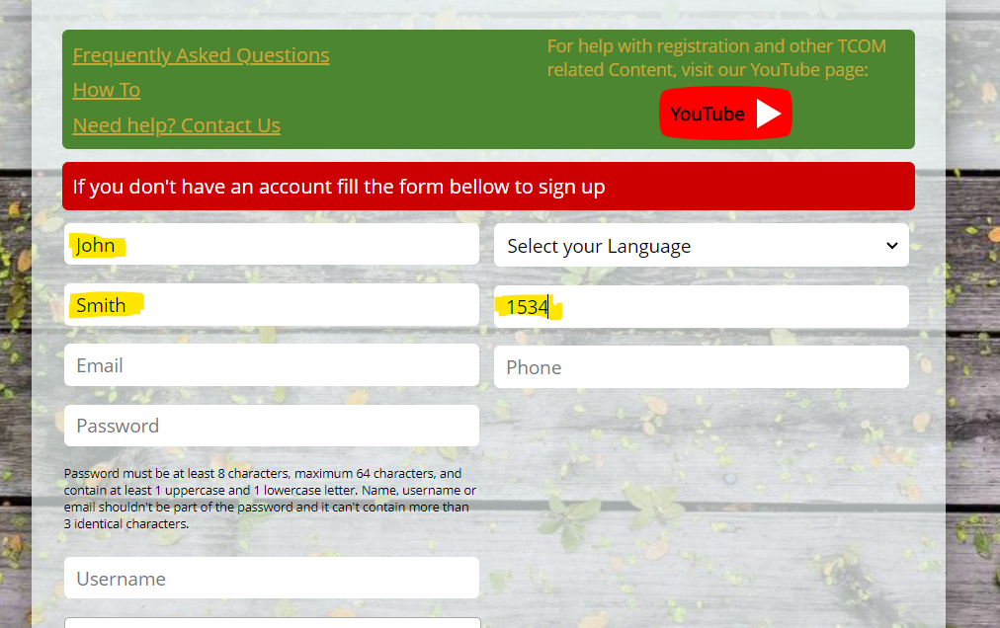 Frequently Asked Questions
How To
Need help? Contact Us
For help with registration and other TCOM
related Content, visit our YouTube page:
YouTube
If you don't have an account fill the form bellow to sign up
John
Select your Language
Smith
1534
Email
Phone
Password
Password must be at least 8 characters, maximum 64 characters, and
contain at least 1 uppercase and 1 lowercase letter. Name, username or
email shouldn't be part of the password and it can't contain more than
3 identical characters.
Username